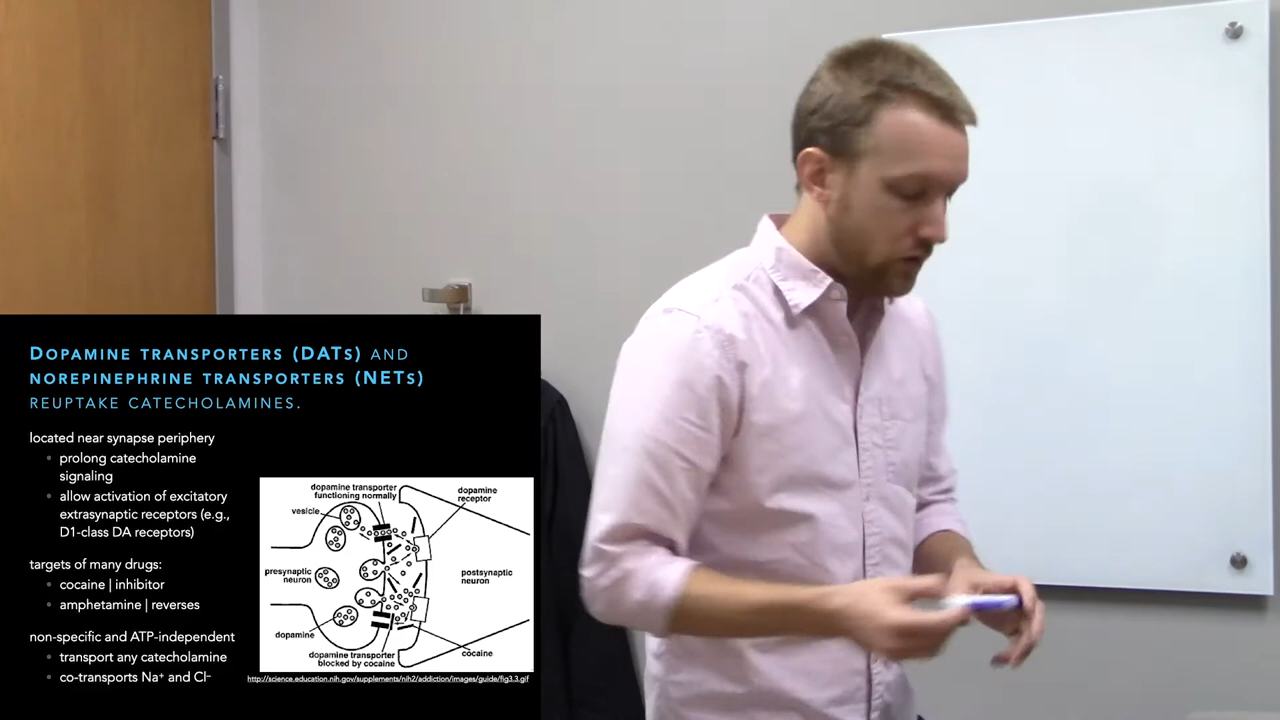 DOPAMINE TRANSPORTERS (DATS) AND
NOREPINEPHRINE TRANSPORTERS (NETS)
REUPTAKE CATECHOLAMINES.
located near synapse periphery
• prolong catecholamine
signaling
• allow activation of excitatory
extrasynaptic receptors (e.g.,
D1-class DA receptors)
targets of many drugs:
• cocaine | inhibitor
• amphetamine | reverses
non-specific and ATP-independent
• transport any catecholamine
• co-transports Na⁺ and Cl⁻
dopamine transporter
functioning normally
dopamine
receptor
vesicle
presynaptic
neuron
postsynaptic
neuron
dopamine
dopamine transporter
blocked by cocaine
cocaine
http://science.education.nih.gov/supplements/nih2/addiction/images/guide/fig3.3.gif